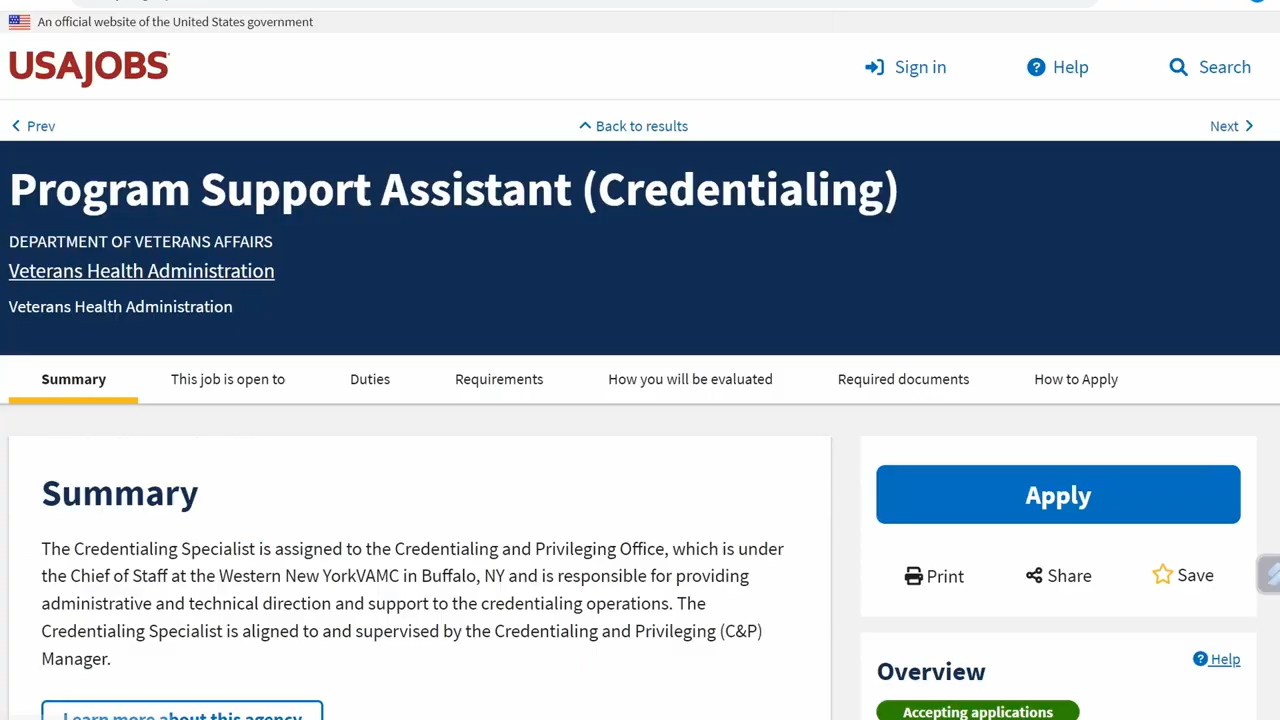 An official website of the United States government
USAJOBS
Sign in
Help
Search
Prev
Back to results
Next
Program Support Assistant (Credentialing)
DEPARTMENT OF VETERANS AFFAIRS
Veterans Health Administration
Veterans Health Administration
Summary
This job is open to
Duties
Requirements
How you will be evaluated
Required documents
How to Apply
Summary
The Credentialing Specialist is assigned to the Credentialing and Privileging Office, which is under
the Chief of Staff at the Western New YorkVAMC in Buffalo, NY and is responsible for providing
administrative and technical direction and support to the credentialing operations. The
Credentialing Specialist is aligned to and supervised by the Credentialing and Privileging (C&P)
Manager.
Learn more about this agency
Apply
Print
Share
Save
Help
Overview
Accepting applications